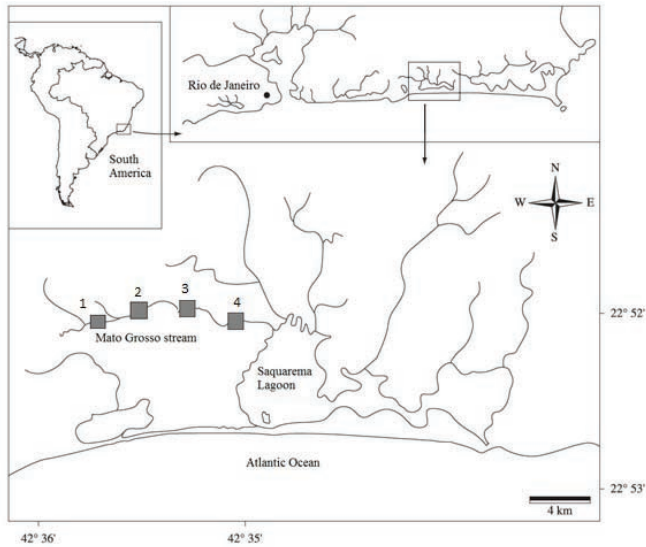 Rio de Janeiro
South
America
N
W E
S
1 2 3 4
Mato Grosso stream
22° 52'
Saquarema
Lagoon
Atlantic Ocean
22° 53'
4 km
42° 36' 42° 35'